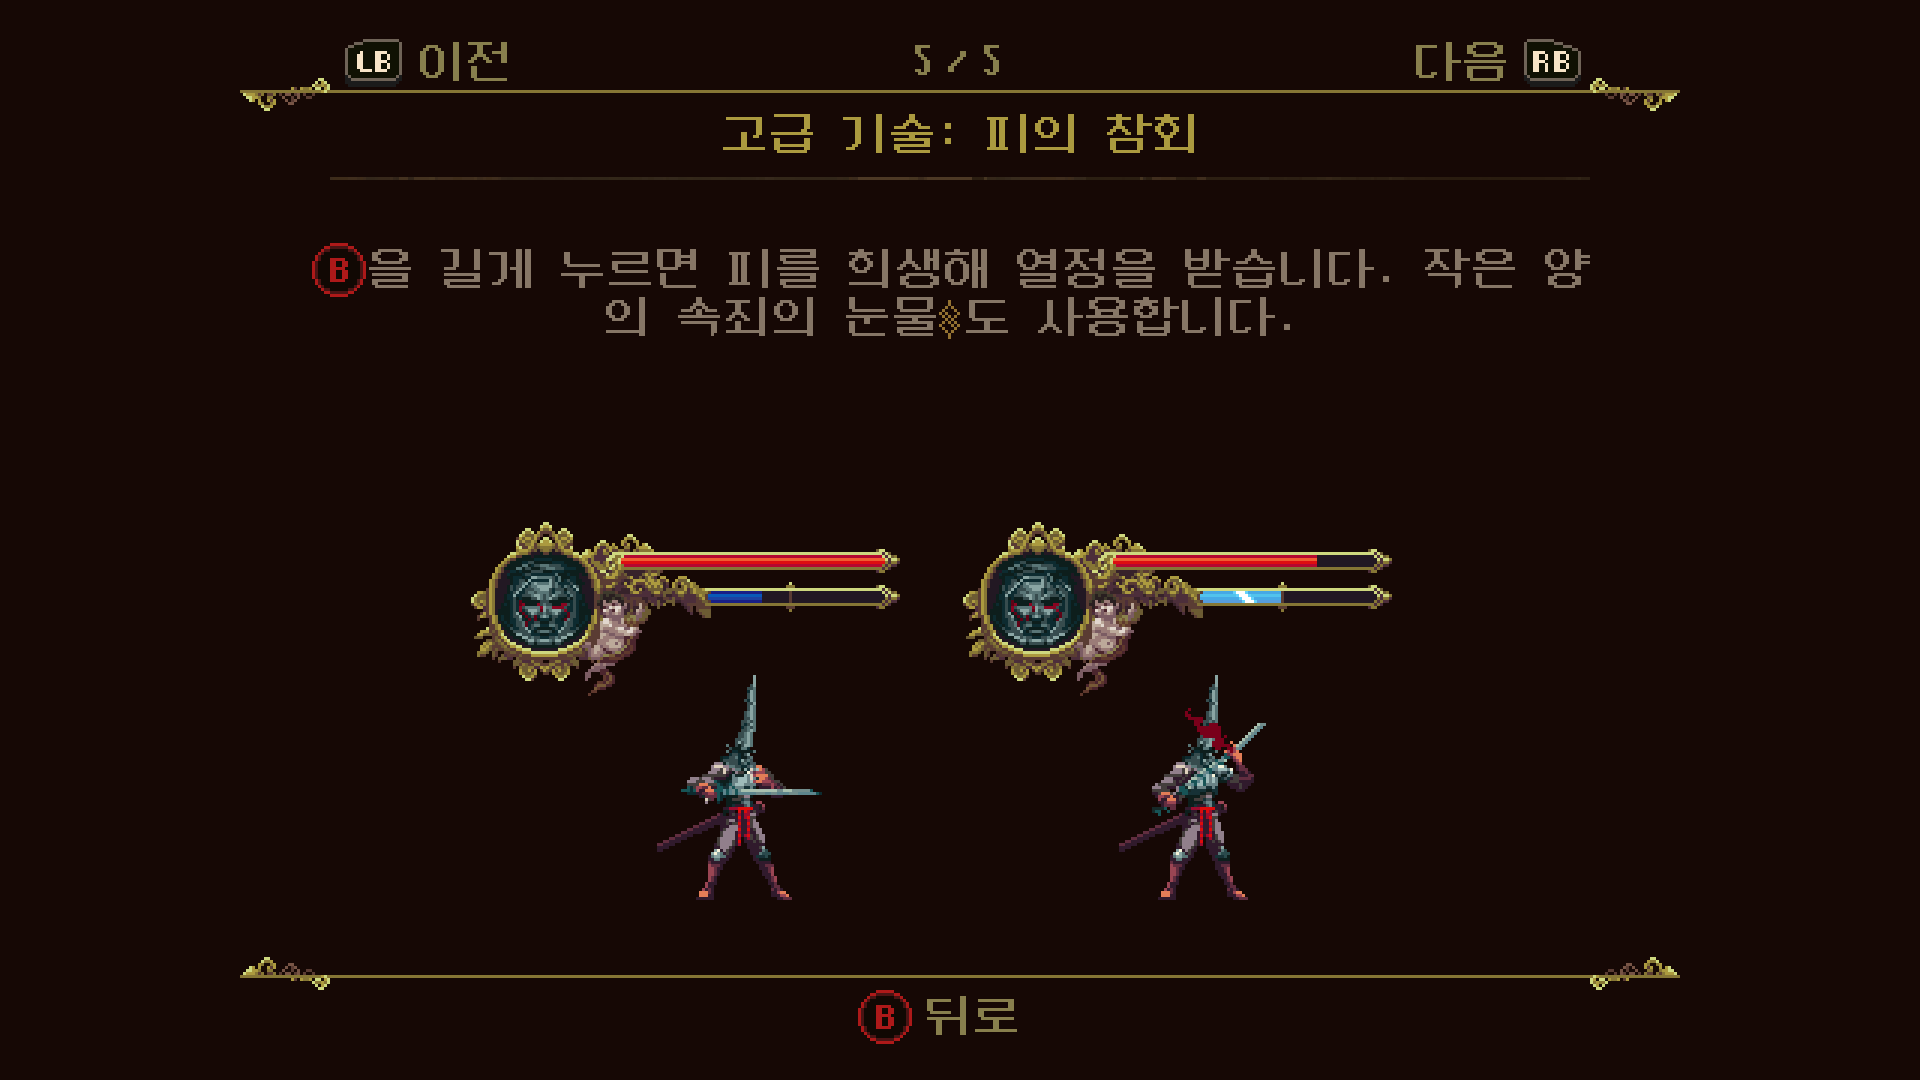 LB 이전 5 / 5 다음 RB
고급 기술: 피의 참회
B을 길게 누르면 피를 희생해 열정을 받습니다. 작은 양
의 속죄의 눈물도 사용합니다.
B 뒤로